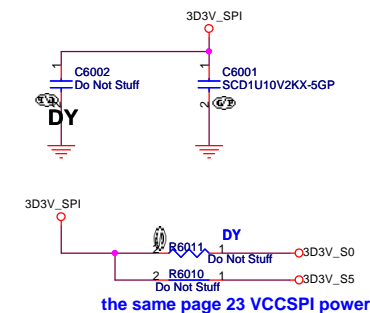 3D3V_SPI
1
C6002
Do Not Stuff
2
DY
1
C6001
SCD1U10V2KX-5GP
2
3D3V_SPI
DY
2
R6011
1
Do Not Stuff
3D3V_S0
2
R6010
1
Do Not Stuff
3D3V_S5
the same page 23 VCCSPI power